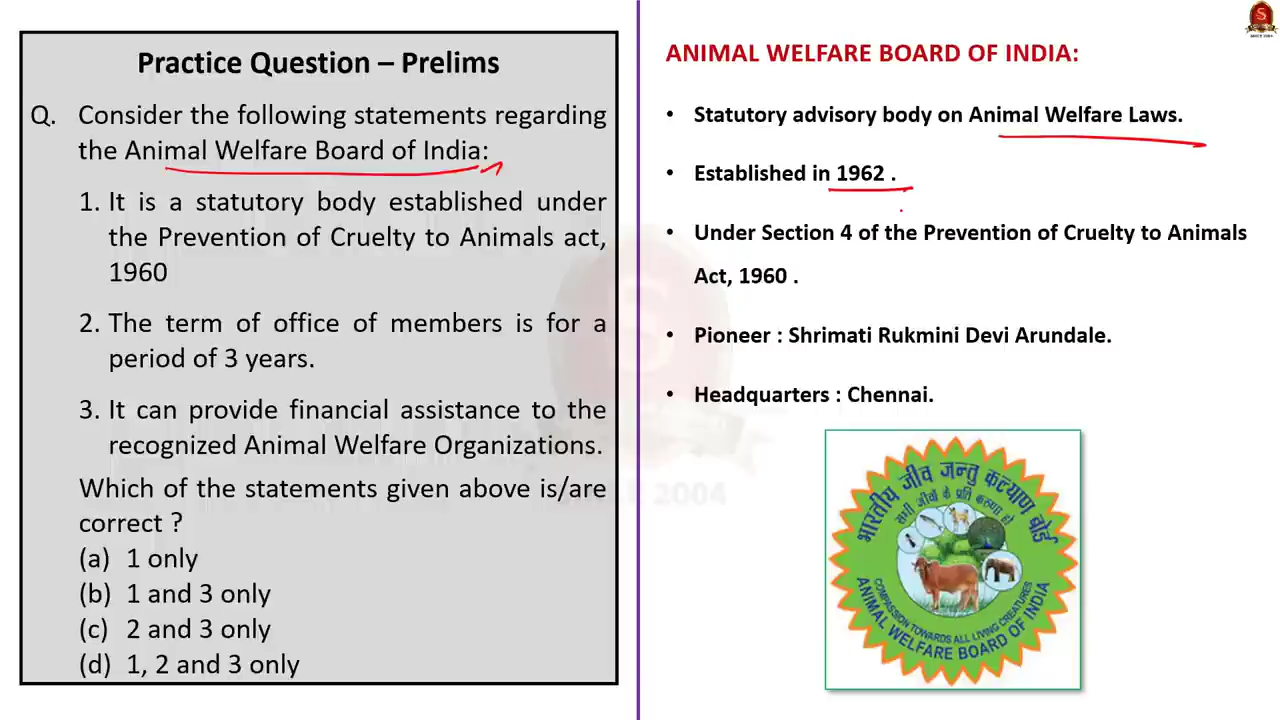 Practice Question – Prelims
Q. Consider the following statements regarding
the Animal Welfare Board of India:
1. It is a statutory body established under
the Prevention of Cruelty to Animals act,
1960
2. The term of office of members is for a
period of 3 years.
3. It can provide financial assistance to the
recognized Animal Welfare Organizations.
Which of the statements given above is/are
correct ?
(a) 1 only
(b) 1 and 3 only
(c) 2 and 3 only
(d) 1, 2 and 3 only
ANIMAL WELFARE BOARD OF INDIA:
• Statutory advisory body on Animal Welfare Laws.
• Established in 1962 .
• Under Section 4 of the Prevention of Cruelty to Animals
Act, 1960 .
• Pioneer : Shrimati Rukmini Devi Arundale.
• Headquarters : Chennai.
भारतीय जीव जन्तु कल्याण बोर्ड
सभी जीवों के प्रति करुणा हो
COMPASSION TOWARDS ALL LIVING CREATURES
ANIMAL WELFARE BOARD OF INDIA
S
SINCE 2004
S
2004